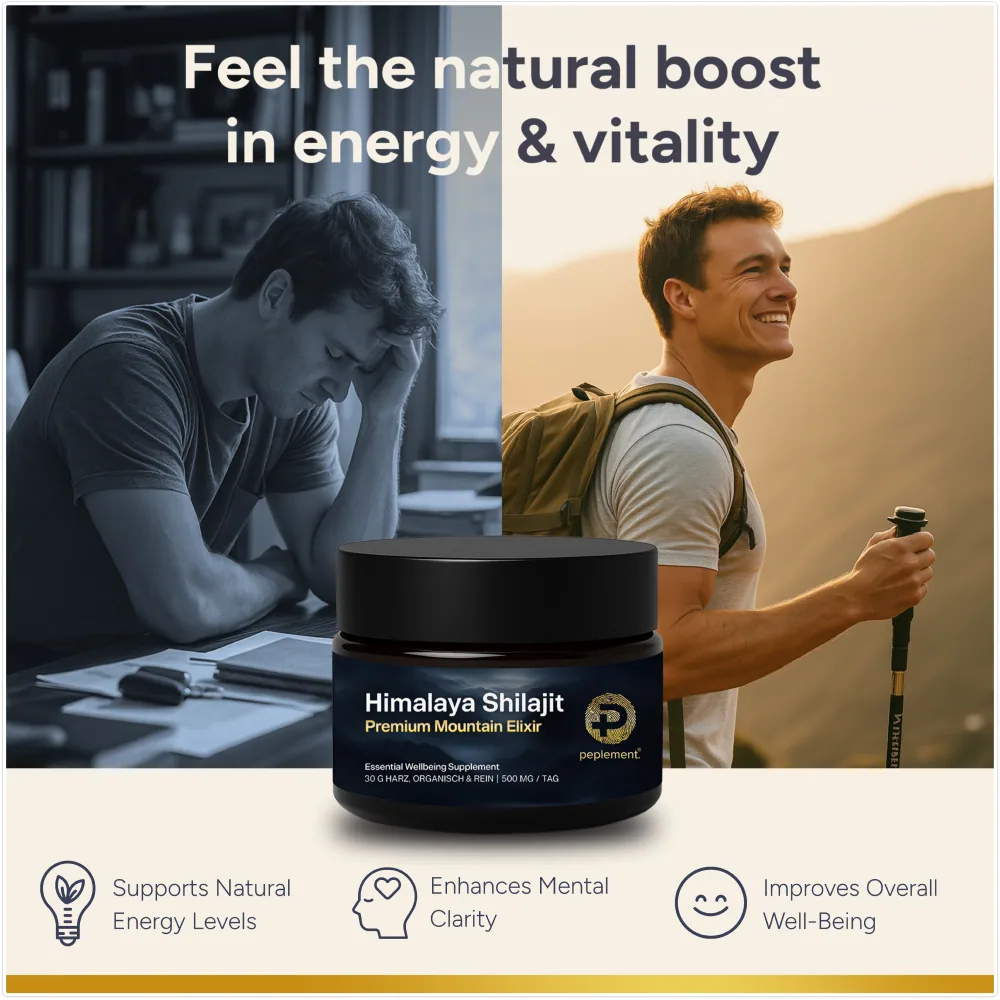 Feel the natural boost
in energy & vitality
Himalaya Shilajit
Premium Mountain Elixir
peplement.®
Essential Wellbeing Supplement
30 G HARZ, ORGANISCH & REIN | 500 MG / TAG
Supports Natural
Energy Levels
Enhances Mental
Clarity
Improves Overall
Well-Being